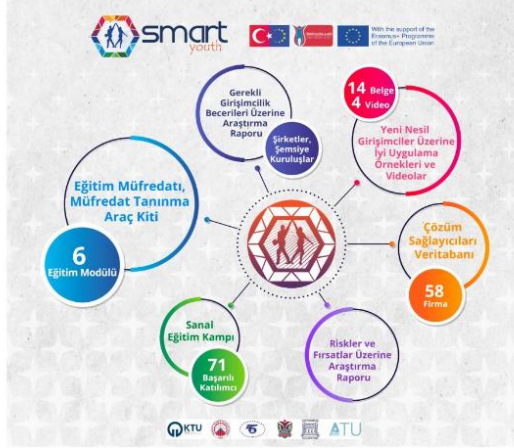 smart
youth
With the support of the
Erasmus+ Programme
of the European Union
Gerekli
Girişimcilik
Becerileri Üzerine
Araştırma
Raporu
Şirketler,
Şemsiye
Kuruluşlar
14 Belge
4 Video
Yeni Nesil
Girişimciler Üzerine
İyi Uygulama
Örnekleri ve
Videolar
Eğitim Müfredatı,
Müfredat Tanınma
Araç Kiti
6
Eğitim Modülü
Çözüm
Sağlayıcıları
Veritabanı
58
Firma
Sanal
Eğitim Kampı
71
Başarılı
Katılımcı
Riskler ve
Fırsatlar Üzerine
Araştırma
Raporu
KTU
ATU